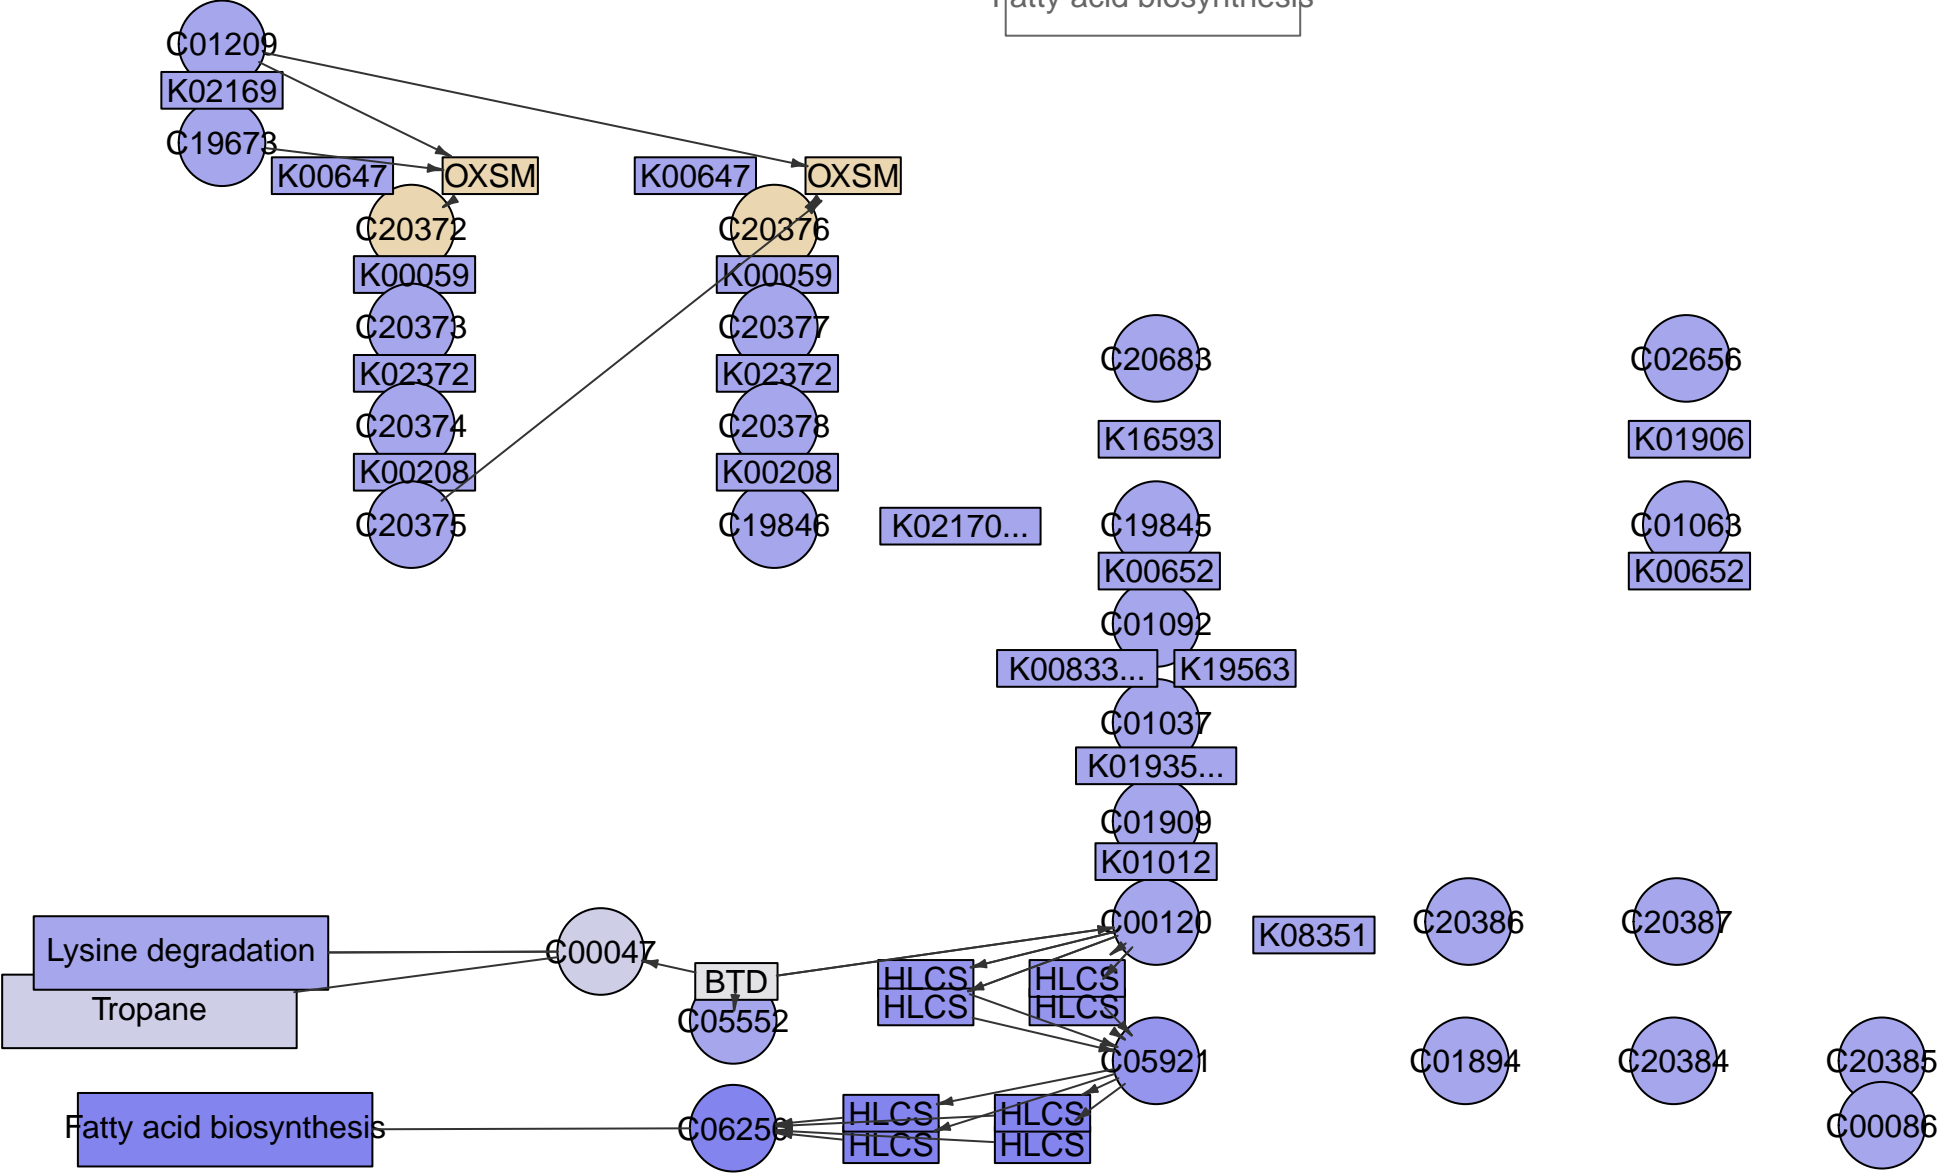 Fatty acid biosynthesis
C01209
K02169
C19673
K00647
OXSM
K00647
OXSM
C20372
C20376
K00059
K00059
C20373
C20377
C20683
C02656
K02372
K02372
C20374
C20378
K16593
K01906
K00208
K00208
C20375
C19846
K02170...
C19845
C01063
K00652
K00652
C01092
K00833...
K19563
C01037
K01935...
C01909
K01012
C00120
K08351
C20386
C20387
Lysine degradation
C00047
BTD
HLCS
HLCS
Tropane
HLCS
HLCS
C05552
C05921
C01894
C20384
C20385
Fatty acid biosynthesis
C06250
HLCS
HLCS
HLCS
HLCS
C00086